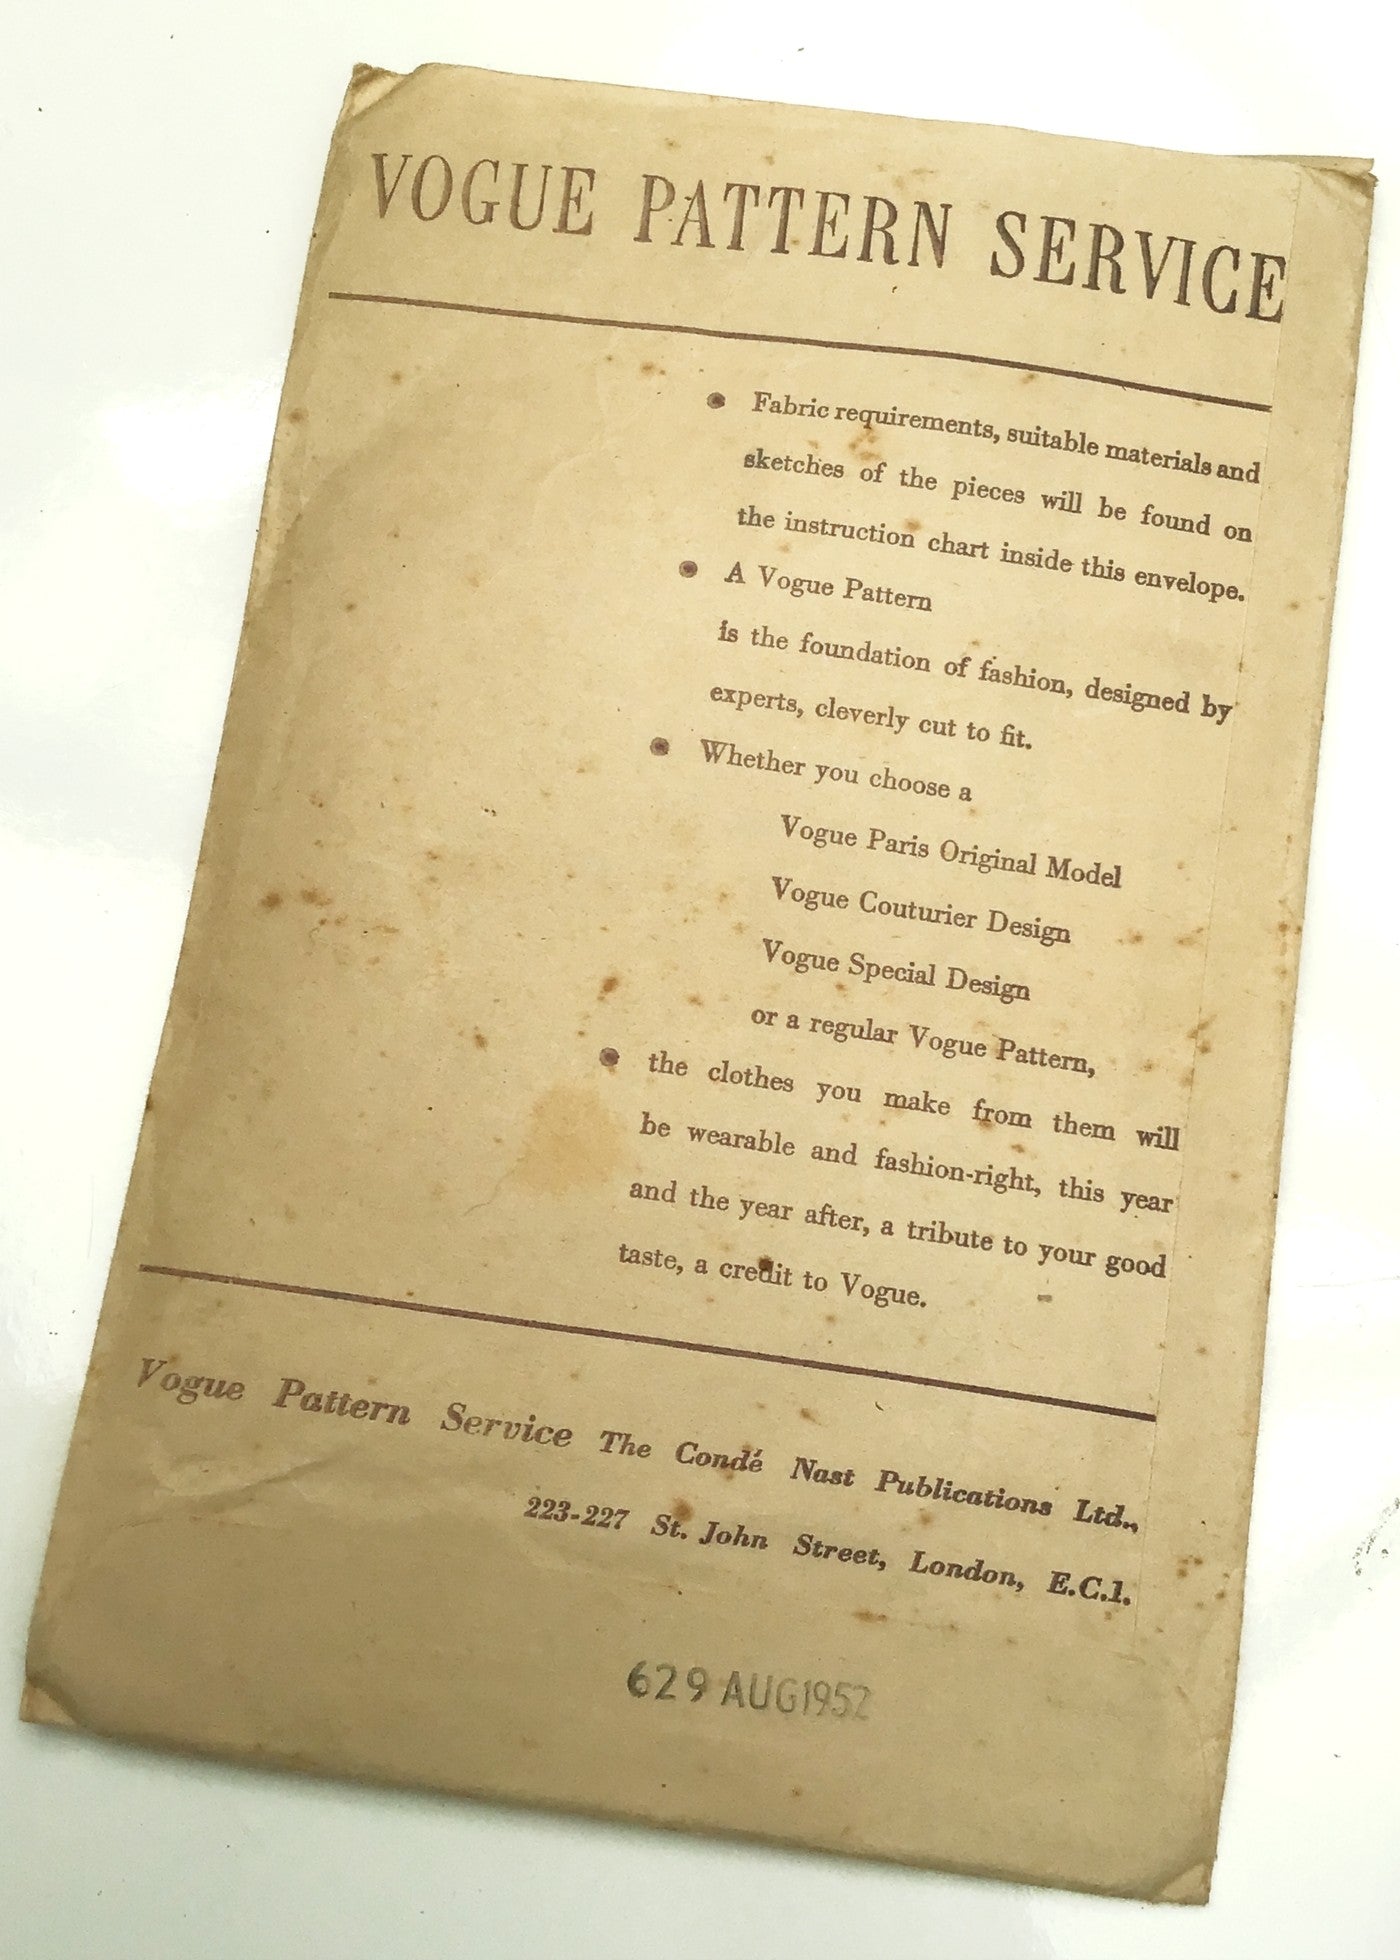 VOGUE PATTERN SERVICE
● Fabric requirements, suitable materials and
sketches of the pieces will be found on
the instruction chart inside this envelope.
● A Vogue Pattern
is the foundation of fashion, designed by
experts, cleverly cut to fit.
● Whether you choose a
Vogue Paris Original Model
Vogue Couturier Design
Vogue Special Design
or a regular Vogue Pattern,
● the clothes you make from them will
be wearable and fashion-right, this year
and the year after, a tribute to your good
taste, a credit to Vogue.
Vogue Pattern Service The Condé Nast Publications Ltd.,
223-227 St. John Street, London, E.C.1.
629 AUG 1952